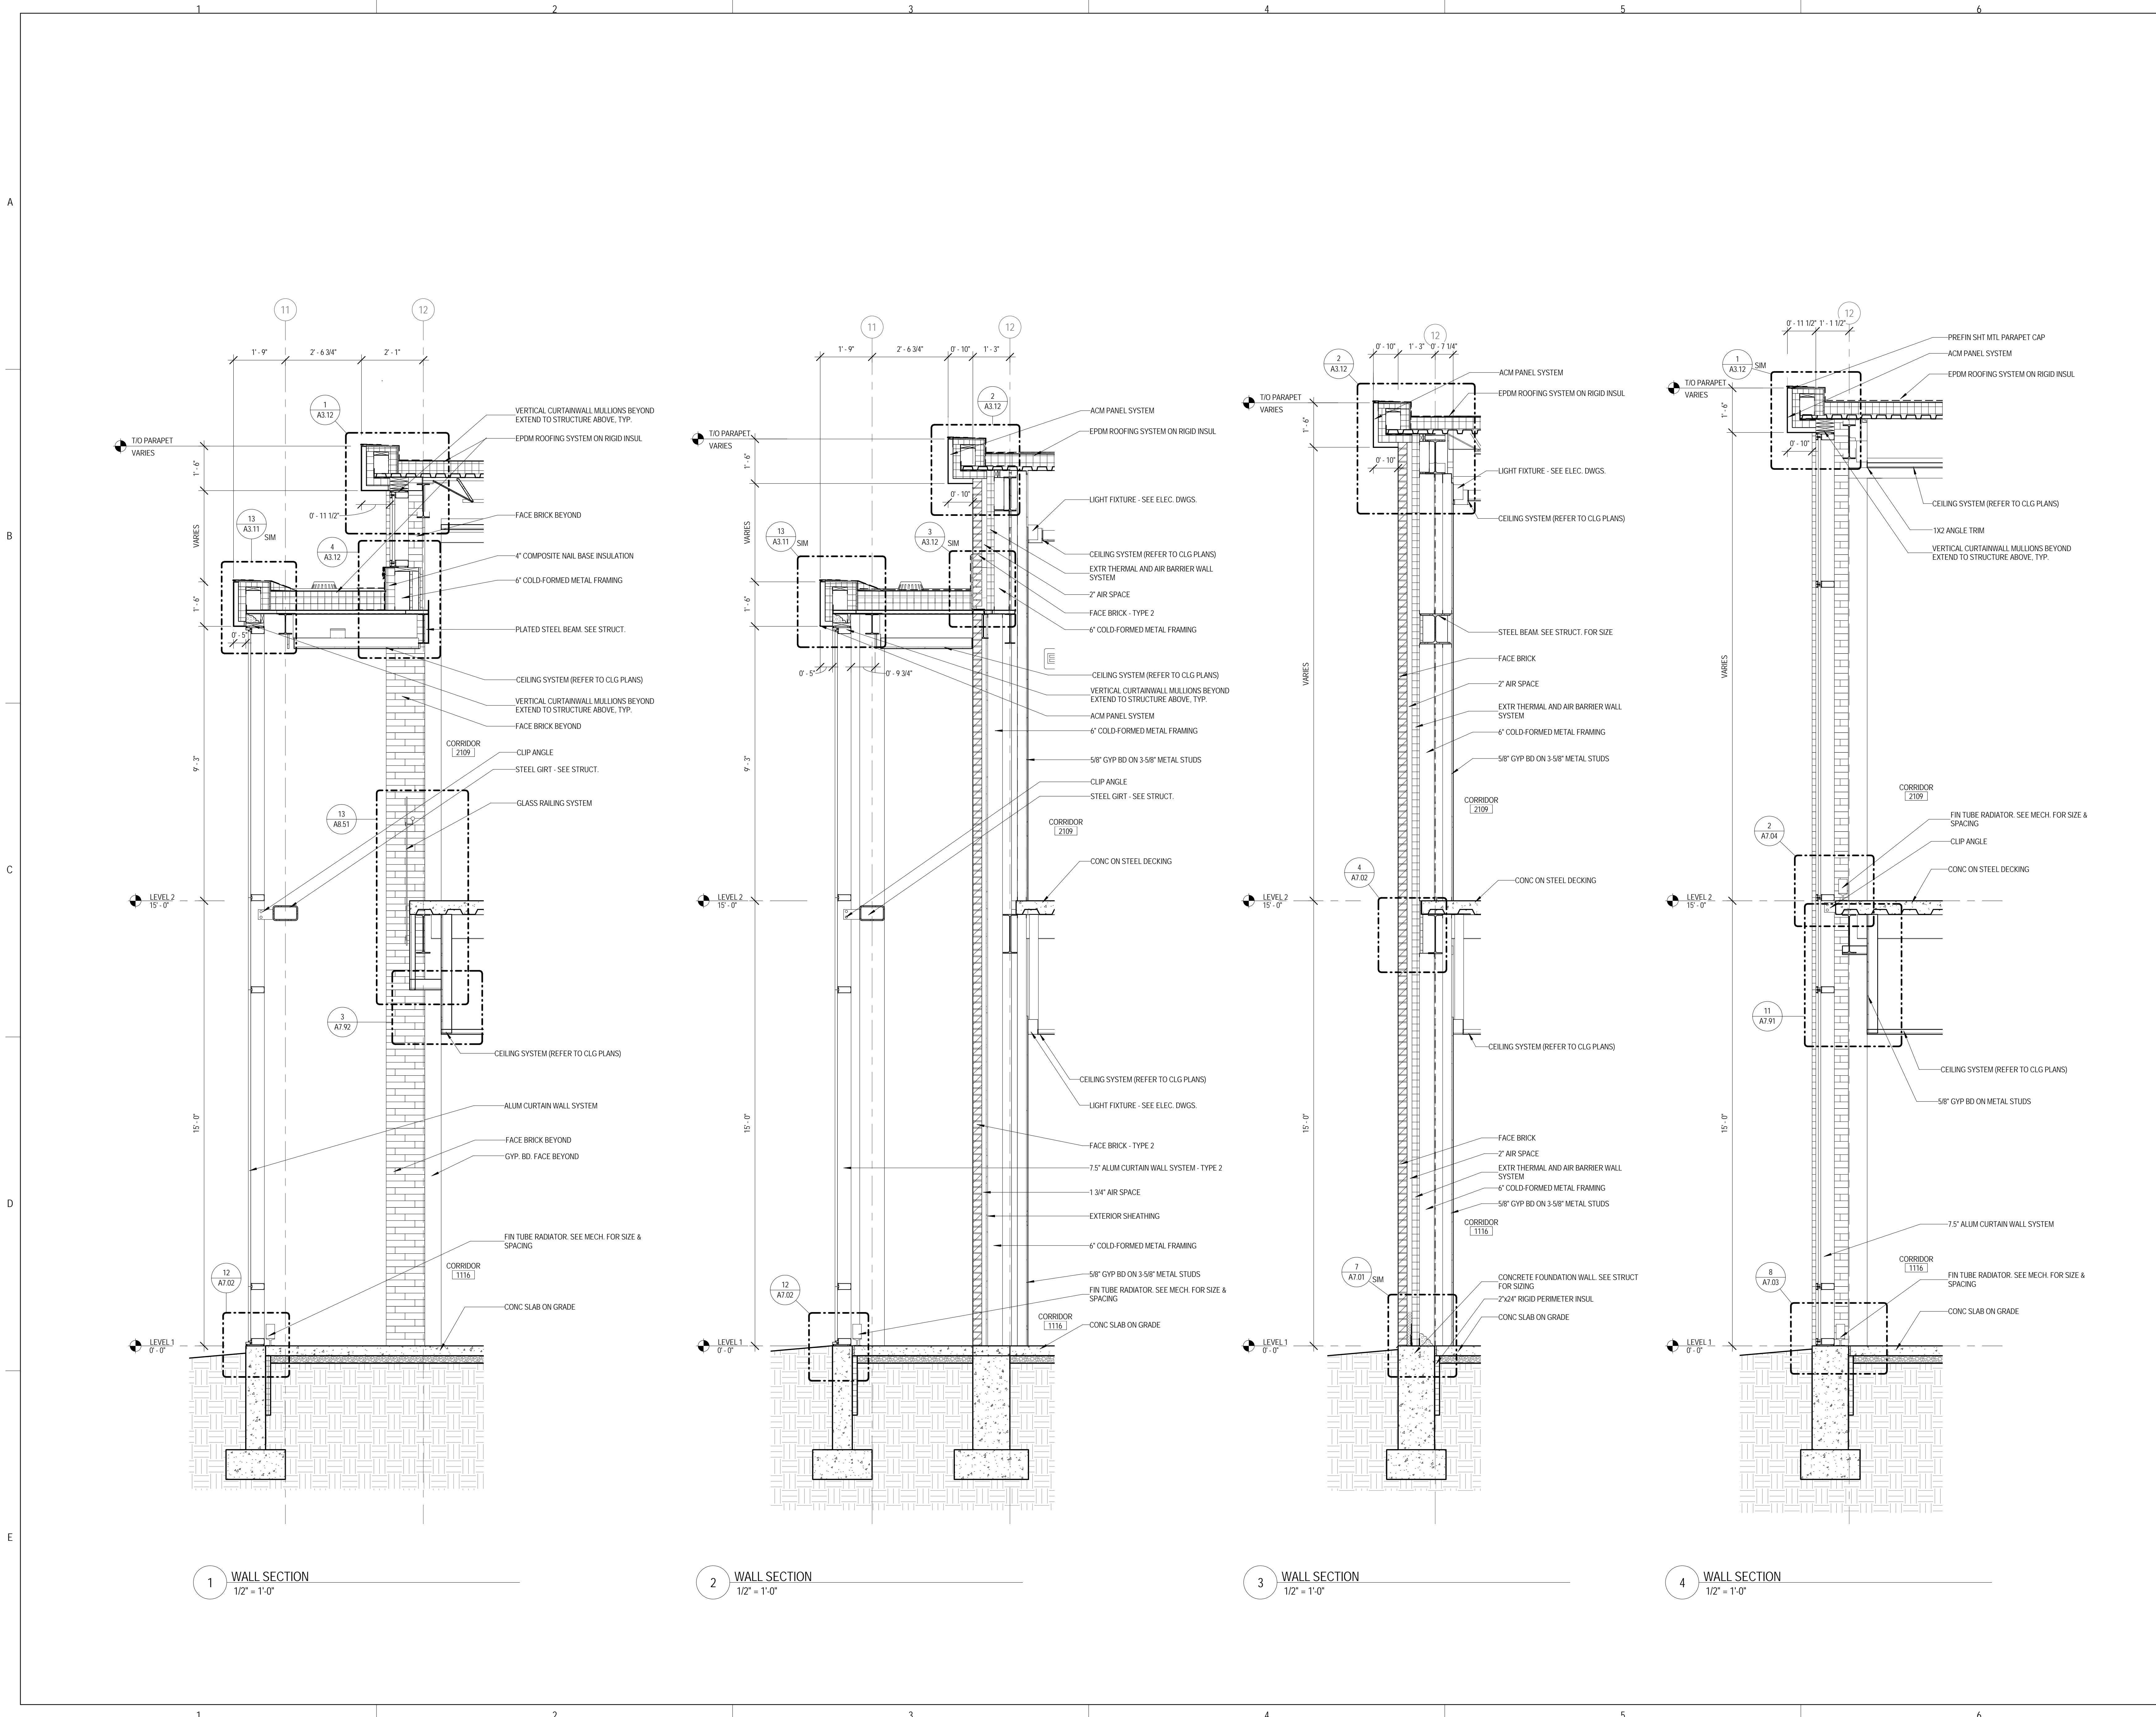 1 2 3 4 5 6
A
B
C
D
E
11
12
1' - 9"
2' - 6 3/4"
2' - 1"
1
A3.12
T/O PARAPET
VARIES
1' - 6"
VARIES
1' - 6"
9' - 3"
15' - 0"
0' - 11 1/2"
0' - 5"
13
A3.11
SIM
4
A3.12
VERTICAL CURTAINWALL MULLIONS BEYOND
EXTEND TO STRUCTURE ABOVE, TYP.
EPDM ROOFING SYSTEM ON RIGID INSUL
FACE BRICK BEYOND
4" COMPOSITE NAIL BASE INSULATION
6" COLD-FORMED METAL FRAMING
PLATED STEEL BEAM. SEE STRUCT.
CEILING SYSTEM (REFER TO CLG PLANS)
VERTICAL CURTAINWALL MULLIONS BEYOND
EXTEND TO STRUCTURE ABOVE, TYP.
FACE BRICK BEYOND
CORRIDOR
2109
CLIP ANGLE
STEEL GIRT - SEE STRUCT.
GLASS RAILING SYSTEM
13
A8.51
LEVEL 2
15' - 0"
3
A7.92
CEILING SYSTEM (REFER TO CLG PLANS)
ALUM CURTAIN WALL SYSTEM
FACE BRICK BEYOND
GYP. BD. FACE BEYOND
FIN TUBE RADIATOR. SEE MECH. FOR SIZE &
SPACING
CORRIDOR
1116
12
A7.02
CONC SLAB ON GRADE
LEVEL 1
0' - 0"
1
WALL SECTION
1/2" = 1'-0"
11
12
1' - 9"
2' - 6 3/4"
0' - 10"
1' - 3"
2
A3.12
T/O PARAPET
VARIES
1' - 6"
VARIES
1' - 6"
9' - 3"
15' - 0"
0' - 10"
13
A3.11
SIM
3
A3.12
SIM
0' - 5"
0' - 9 3/4"
ACM PANEL SYSTEM
EPDM ROOFING SYSTEM ON RIGID INSUL
LIGHT FIXTURE - SEE ELEC. DWGS.
CEILING SYSTEM (REFER TO CLG PLANS)
EXTR THERMAL AND AIR BARRIER WALL
SYSTEM
2" AIR SPACE
FACE BRICK - TYPE 2
6" COLD-FORMED METAL FRAMING
CEILING SYSTEM (REFER TO CLG PLANS)
VERTICAL CURTAINWALL MULLIONS BEYOND
EXTEND TO STRUCTURE ABOVE, TYP.
ACM PANEL SYSTEM
6" COLD-FORMED METAL FRAMING
5/8" GYP BD ON 3-5/8" METAL STUDS
CLIP ANGLE
STEEL GIRT - SEE STRUCT.
CORRIDOR
2109
CONC ON STEEL DECKING
LEVEL 2
15' - 0"
CEILING SYSTEM (REFER TO CLG PLANS)
LIGHT FIXTURE - SEE ELEC. DWGS.
FACE BRICK - TYPE 2
7.5" ALUM CURTAIN WALL SYSTEM - TYPE 2
1 3/4" AIR SPACE
EXTERIOR SHEATHING
6" COLD-FORMED METAL FRAMING
5/8" GYP BD ON 3-5/8" METAL STUDS
FIN TUBE RADIATOR. SEE MECH. FOR SIZE &
SPACING
CORRIDOR
1116
12
A7.02
CONC SLAB ON GRADE
LEVEL 1
0' - 0"
2
WALL SECTION
1/2" = 1'-0"
12
0' - 10"
1' - 3"
0' - 7 1/4"
2
A3.12
T/O PARAPET
VARIES
1' - 6"
VARIES
15' - 0"
0' - 10"
ACM PANEL SYSTEM
EPDM ROOFING SYSTEM ON RIGID INSUL
LIGHT FIXTURE - SEE ELEC. DWGS.
CEILING SYSTEM (REFER TO CLG PLANS)
STEEL BEAM. SEE STRUCT. FOR SIZE
FACE BRICK
2" AIR SPACE
EXTR THERMAL AND AIR BARRIER WALL
SYSTEM
6" COLD-FORMED METAL FRAMING
5/8" GYP BD ON 3-5/8" METAL STUDS
CORRIDOR
2109
4
A7.02
CONC ON STEEL DECKING
LEVEL 2
15' - 0"
CEILING SYSTEM (REFER TO CLG PLANS)
FACE BRICK
2" AIR SPACE
EXTR THERMAL AND AIR BARRIER WALL
SYSTEM
6" COLD-FORMED METAL FRAMING
5/8" GYP BD ON 3-5/8" METAL STUDS
CORRIDOR
1116
7
A7.01
SIM
CONCRETE FOUNDATION WALL. SEE STRUCT
FOR SIZING
2"x24" RIGID PERIMETER INSUL
CONC SLAB ON GRADE
LEVEL 1
0' - 0"
3
WALL SECTION
1/2" = 1'-0"
12
0' - 11 1/2"
1' - 1 1/2"
1
A3.12
SIM
T/O PARAPET
VARIES
1' - 6"
VARIES
15' - 0"
0' - 10"
PREFIN SHT MTL PARAPET CAP
ACM PANEL SYSTEM
EPDM ROOFING SYSTEM ON RIGID INSUL
CEILING SYSTEM (REFER TO CLG PLANS)
1X2 ANGLE TRIM
VERTICAL CURTAINWALL MULLIONS BEYOND
EXTEND TO STRUCTURE ABOVE, TYP.
CORRIDOR
2109
FIN TUBE RADIATOR. SEE MECH. FOR SIZE &
SPACING
2
A7.04
CLIP ANGLE
CONC ON STEEL DECKING
LEVEL 2
15' - 0"
11
A7.91
CEILING SYSTEM (REFER TO CLG PLANS)
5/8" GYP BD ON METAL STUDS
7.5" ALUM CURTAIN WALL SYSTEM
CORRIDOR
1116
8
A7.03
FIN TUBE RADIATOR. SEE MECH. FOR SIZE &
SPACING
CONC SLAB ON GRADE
LEVEL 1
0' - 0"
4
WALL SECTION
1/2" = 1'-0"
1 2 3 4 5 6